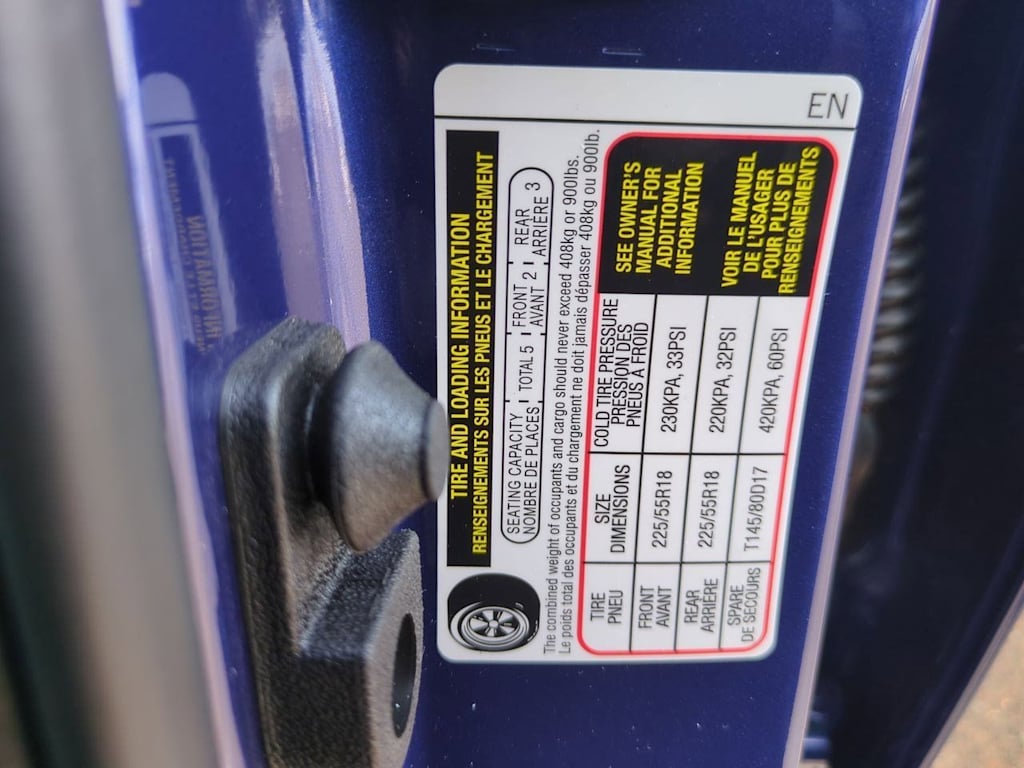 EN
TIRE AND LOADING INFORMATION
RENSEIGNEMENTS SUR LES PNEUS ET LE CHARGEMENT
SEATING CAPACITY TOTAL 5 FRONT 2 REAR 3
NOMBRE DE PLACES AVANT ARRIÈRE
The combined weight of occupants and cargo should never exceed 408kg or 900lbs.
Le poids total des occupants et du chargement ne doit jamais dépasser 408kg ou 900lb.
TIRE SIZE COLD TIRE PRESSURE
PNEU DIMENSIONS PRESSION DES
PNEUS À FROID
FRONT 225/55R18 230KPA, 33PSI
AVANT
REAR 225/55R18 220KPA, 32PSI
ARRIÈRE
SPARE T145/80D17 420KPA, 60PSI
DE SECOURS
SEE OWNER'S
MANUAL FOR
ADDITIONAL
INFORMATION
VOIR LE MANUEL
DE L'USAGER
POUR PLUS DE
RENSEIGNEMENTS